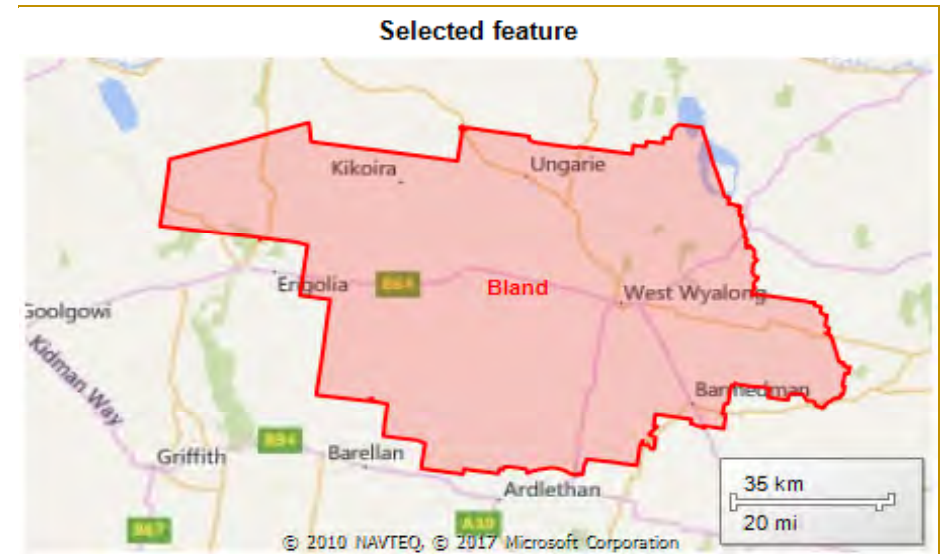 Selected feature
Kikoira
Ungarie
Erigolia
B64
Bland
West Wyalong
Goolgowi
Kidman Way
Barmedman
B94
Griffith
Barellan
Ardlethan
35 km
20 mi
B87
A39
© 2010 NAVTEQ, © 2017 Microsoft Corporation